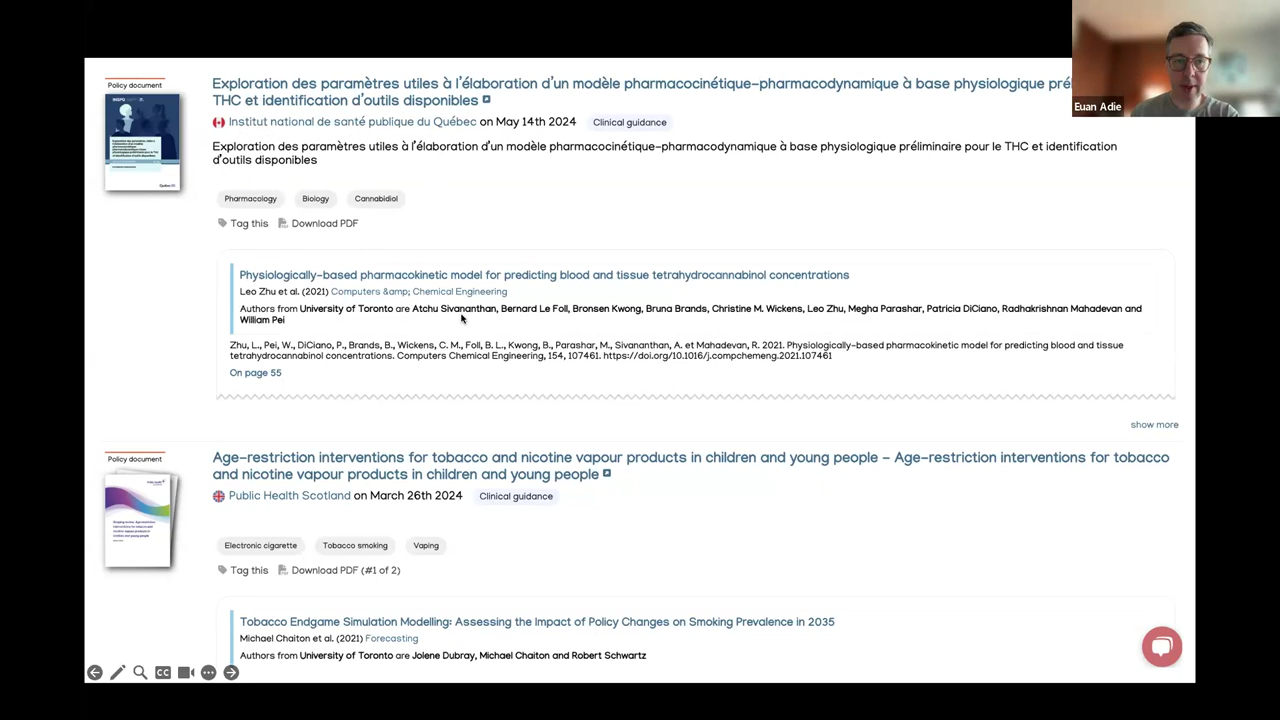 Policy document
Exploration des paramètres utiles à l'élaboration d'un modèle pharmacocinétique-pharmacodynamique à base physiologique
THC et identification d'outils disponibles
Institut national de santé publique du Québec on May 14th 2024 Clinical guidance
Exploration des paramètres utiles à l'élaboration d'un modèle pharmacocinétique-pharmacodynamique à base physiologique préliminaire pour le THC et identification
d'outils disponibles
Pharmacology Biology Cannabidiol
Tag this Download PDF
Physiologically-based pharmacokinetic model for predicting blood and tissue tetrahydrocannabinol concentrations
Leo Zhu et al. (2021) Computers &amp; Chemical Engineering
Authors from University of Toronto are Atchu Sivananthan, Bernard Le Foll, Bronsen Kwong, Bruna Brands, Christine M. Wickens, Leo Zhu, Megha Parashar, Patricia DiCiano, Radhakrishnan Mahadevan and
William Pei
Zhu, L., Pei, W., DiCiano, P., Brands, B., Wickens, C. M., Foll, B. L., Kwong, B., Parashar, M., Sivananthan, A. et Mahadevan, R. 2021. Physiologically-based pharmacokinetic model for predicting blood and tissue
tetrahydrocannabinol concentrations. Computers Chemical Engineering, 154, 107461. https://doi.org/10.1016/j.compchemeng.2021.107461
On page 55
show more
Policy document
Age-restriction interventions for tobacco and nicotine vapour products in children and young people - Age-restriction interventions for tobacco
and nicotine vapour products in children and young people
Public Health Scotland on March 26th 2024 Clinical guidance
Electronic cigarette Tobacco smoking Vaping
Tag this Download PDF (#1 of 2)
Tobacco Endgame Simulation Modelling: Assessing the Impact of Policy Changes on Smoking Prevalence in 2035
Michael Chaiton et al. (2021) Forecasting
Authors from University of Toronto are Jolene Dubray, Michael Chaiton and Robert Schwartz
CC
Euan Adie